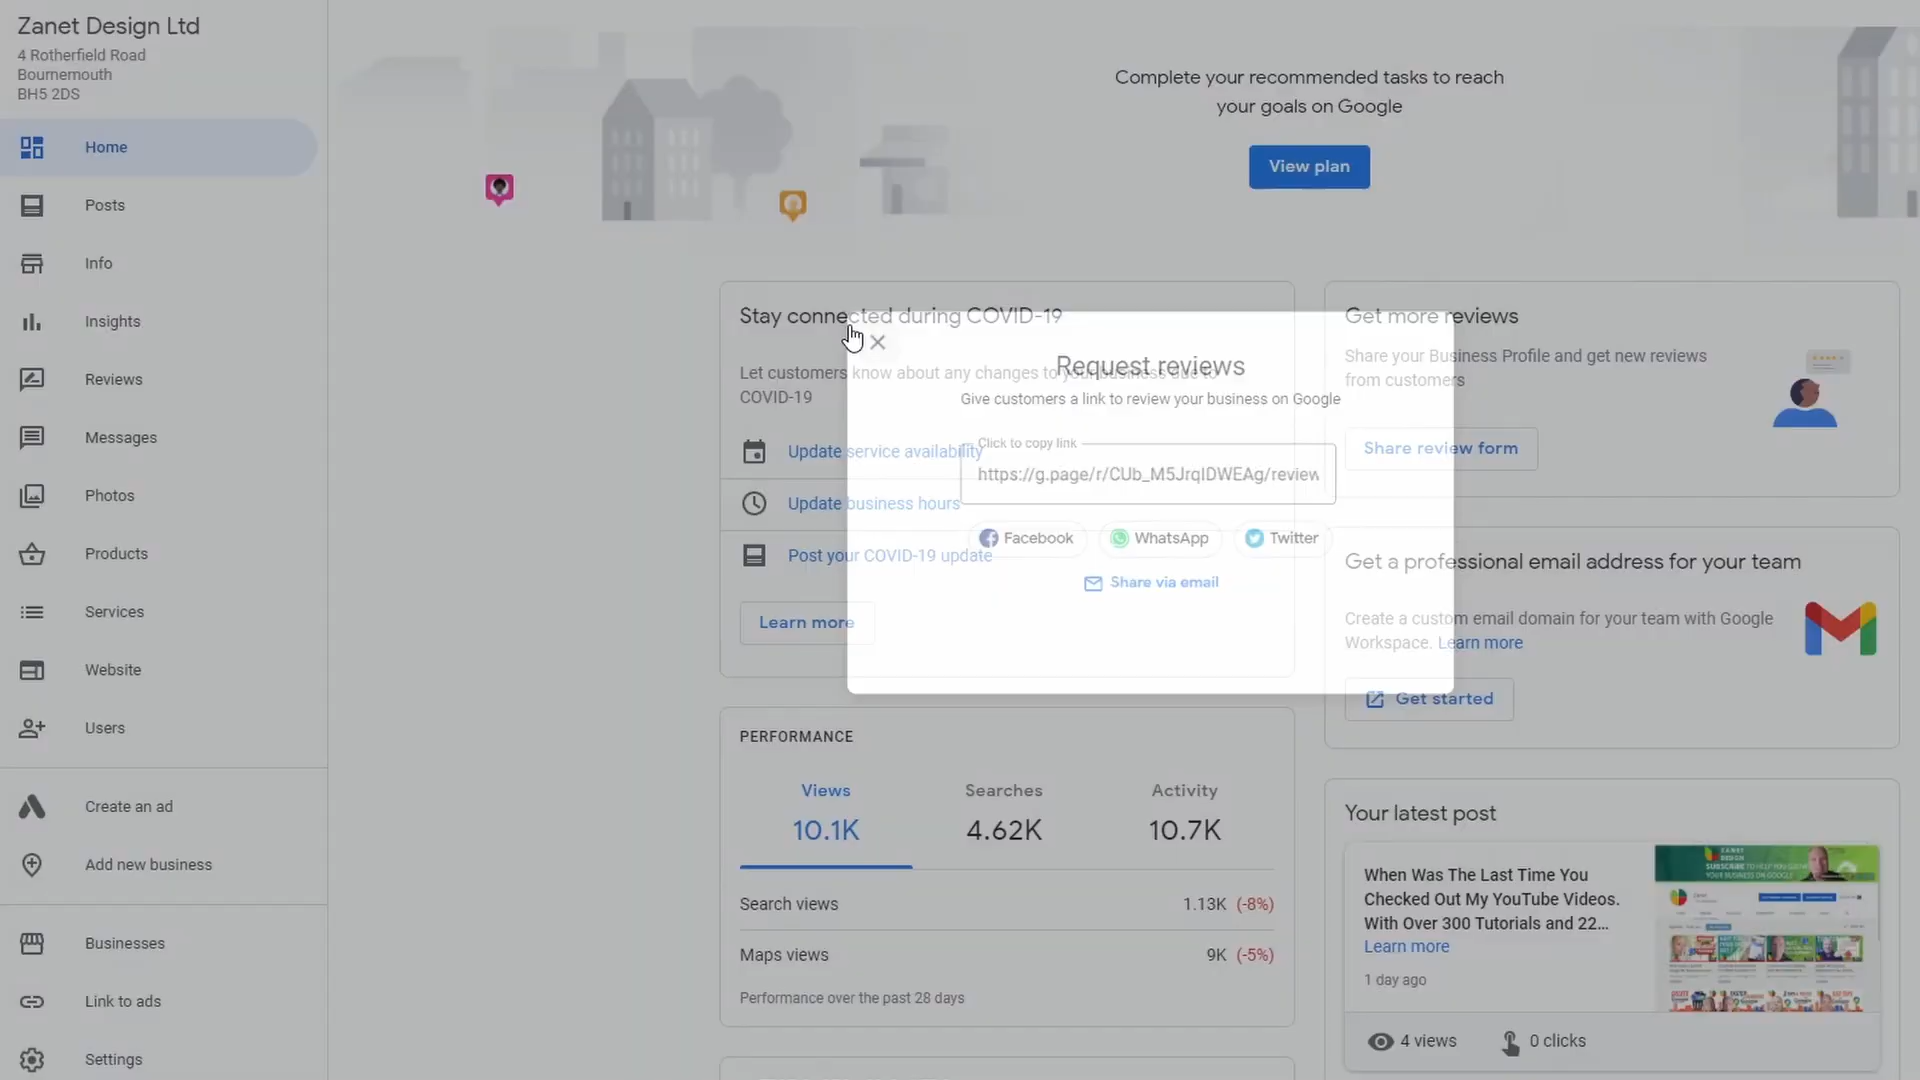 Zanet Design Ltd
4 Rotherfield Road
Bournemouth
BH5 2DS
Home
Posts
Info
Insights
Reviews
Messages
Photos
Products
Services
Website
Users
Create an ad
Add new business
Businesses
Link to ads
Settings
Complete your recommended tasks to reach
your goals on Google
View plan
Stay connected during COVID-19
Let customers know about any changes to your business due to
COVID-19
Update service availability
Update business hours
Post your COVID-19 update
Learn more
Request reviews
Give customers a link to review your business on Google
Click to copy link
https://g.page/r/CUb_M5JrqIDWEAg/review
Facebook
WhatsApp
Twitter
Share via email
Get more reviews
Share your Business Profile and get new reviews
from customers
Share review form
Get a professional email address for your team
Create a custom email domain for your team with Google
Workspace. Learn more
Get started
PERFORMANCE
Views
Searches
Activity
10.1K
4.62K
10.7K
Search views
1.13K (-8%)
Maps views
9K (-5%)
Performance over the past 28 days
Your latest post
When Was The Last Time You
Checked Out My YouTube Videos.
With Over 300 Tutorials and 22...
Learn more
1 day ago
4 views
0 clicks